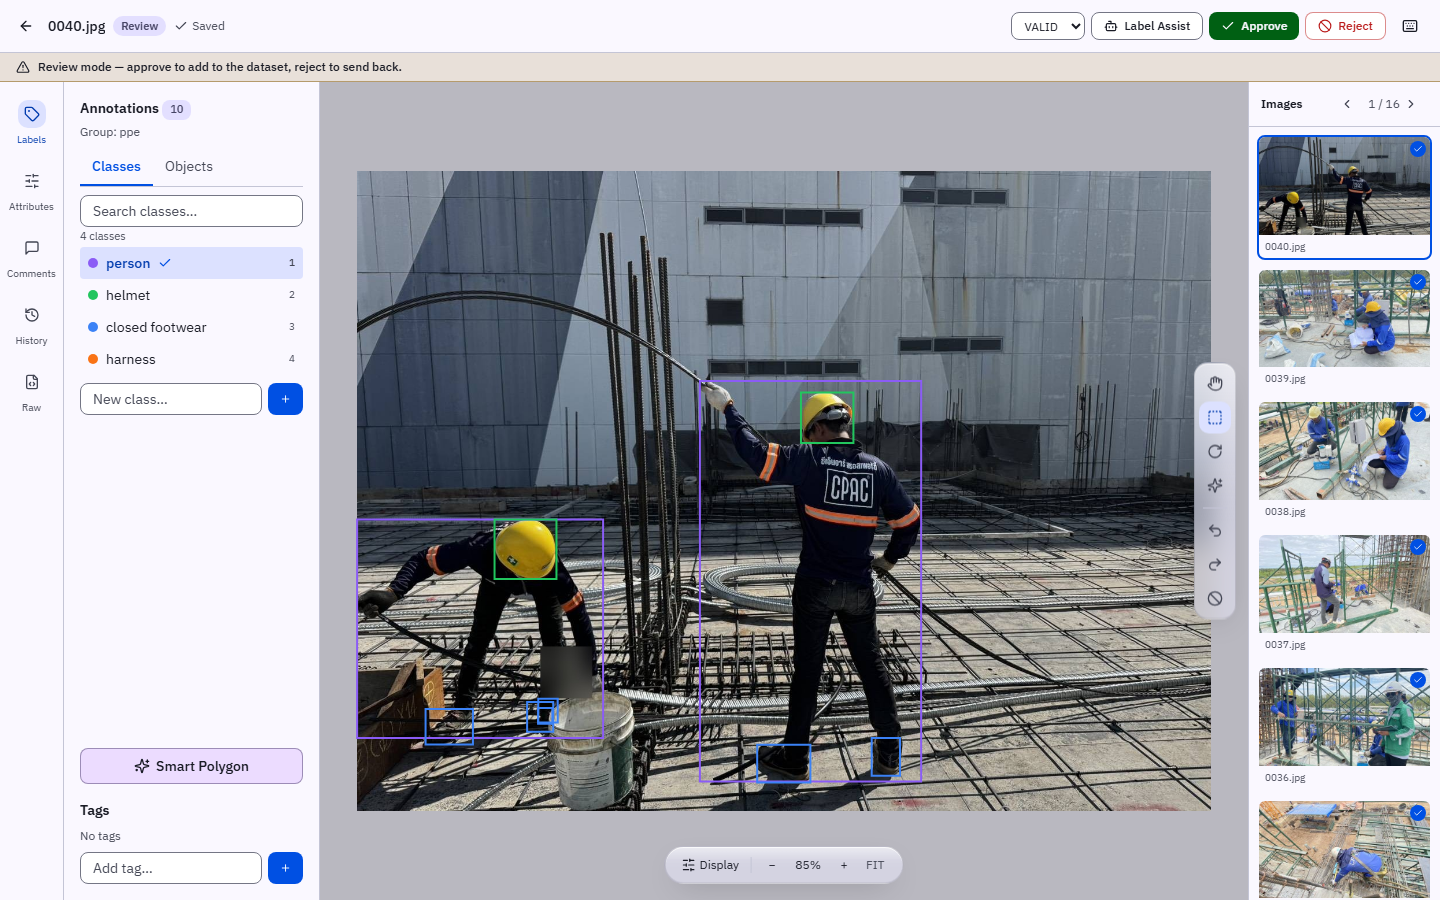 0040.jpg
Review
Saved
VALID
Label Assist
Approve
Reject
Review mode — approve to add to the dataset, reject to send back.
Labels
Attributes
Comments
History
Raw
Annotations 10
Group: ppe
Classes
Objects
Search classes...
4 classes
person 1
helmet 2
closed footwear 3
harness 4
New class...
+
Smart Polygon
Tags
No tags
Add tag...
+
CPAC
Display
−
85%
+
FIT
Images
1 / 16
0040.jpg
0039.jpg
0038.jpg
0037.jpg
0036.jpg